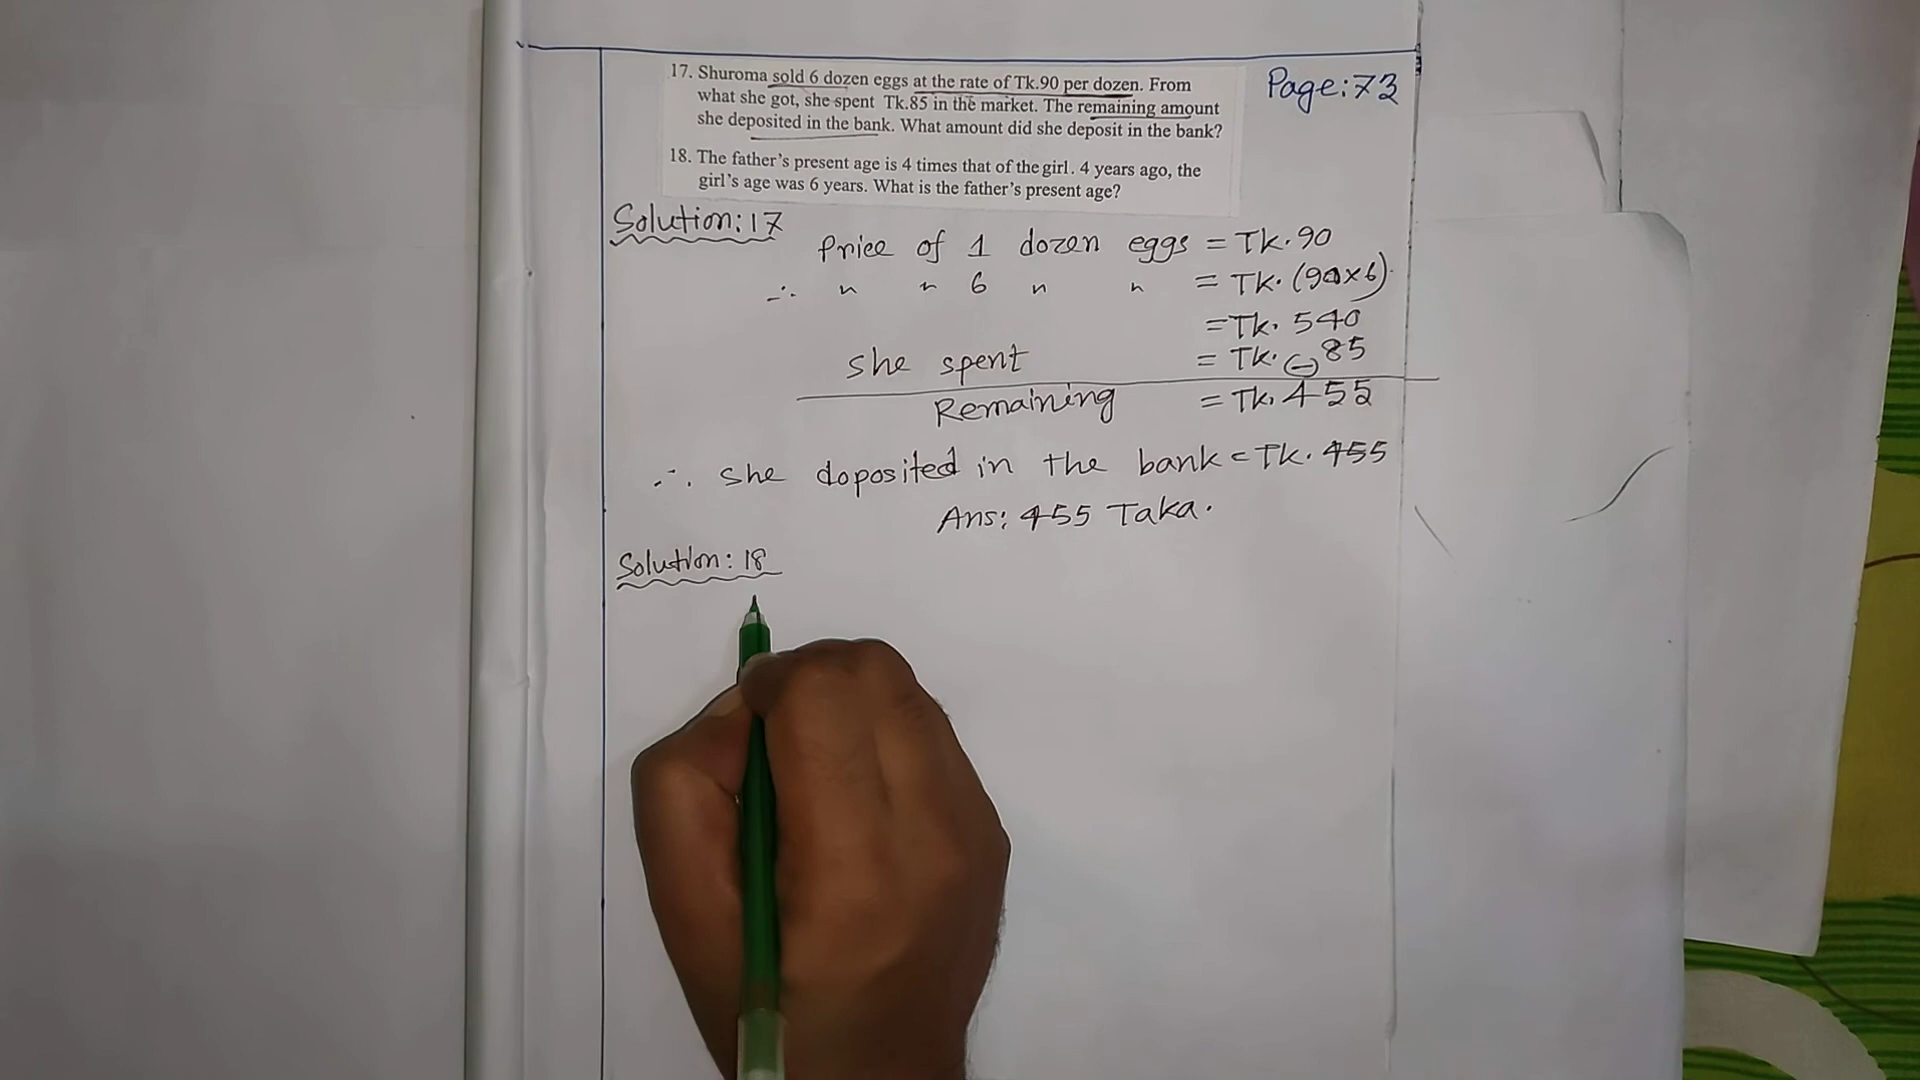 17. Shuroma sold 6 dozen eggs at the rate of Tk.90 per dozen. From
what she got, she spent Tk.85 in the market. The remaining amount
she deposited in the bank. What amount did she deposit in the bank?
Page:73
18. The father's present age is 4 times that of the girl. 4 years ago, the
girl's age was 6 years. What is the father's present age?
Solution:17
Price of 1 dozen eggs = Tk.90
∴ " " 6 " " = Tk. (90×6)
=Tk. 540
She spent = Tk. (-) 85
Remaining = Tk. 455
∴ She doposited in the bank = Tk. 455
Ans: 455 Taka.
Solution: 18